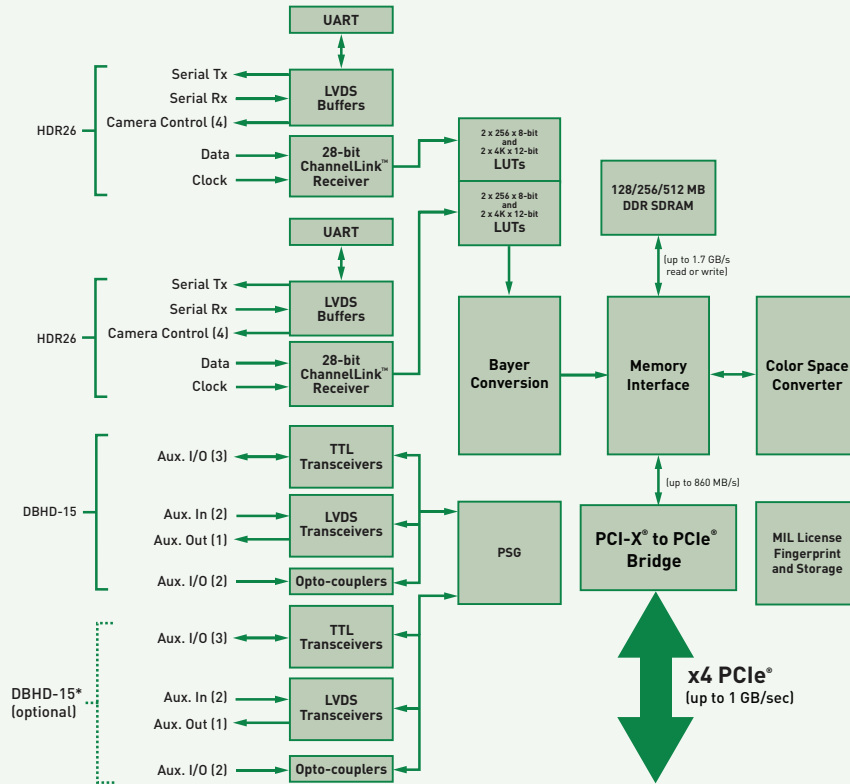 UART
Serial Tx
Serial Rx
Camera Control (4)
LVDS
Buffers
HDR26
Data
Clock
28-bit
ChannelLink™
Receiver
2 x 256 x 8-bit
and
2 x 4K x 12-bit
LUTs
2 x 256 x 8-bit
and
2 x 4K x 12-bit
LUTs
128/256/512 MB
DDR SDRAM
(up to 1.7 GB/s
read or write)
UART
Serial Tx
Serial Rx
Camera Control (4)
LVDS
Buffers
HDR26
Data
Clock
28-bit
ChannelLink™
Receiver
Bayer
Conversion
Memory
Interface
Color Space
Converter
(up to 860 MB/s)
DBHD-15
Aux. I/O (3)
TTL
Transceivers
Aux. In (2)
Aux. Out (1)
LVDS
Transceivers
Aux. I/O (2)
Opto-couplers
PSG
PCI-X® to PCIe®
Bridge
MIL License
Fingerprint
and Storage
DBHD-15*
(optional)
Aux. I/O (3)
TTL
Transceivers
Aux. In (2)
Aux. Out (1)
LVDS
Transceivers
Aux. I/O (2)
Opto-couplers
x4 PCIe®
(up to 1 GB/sec)